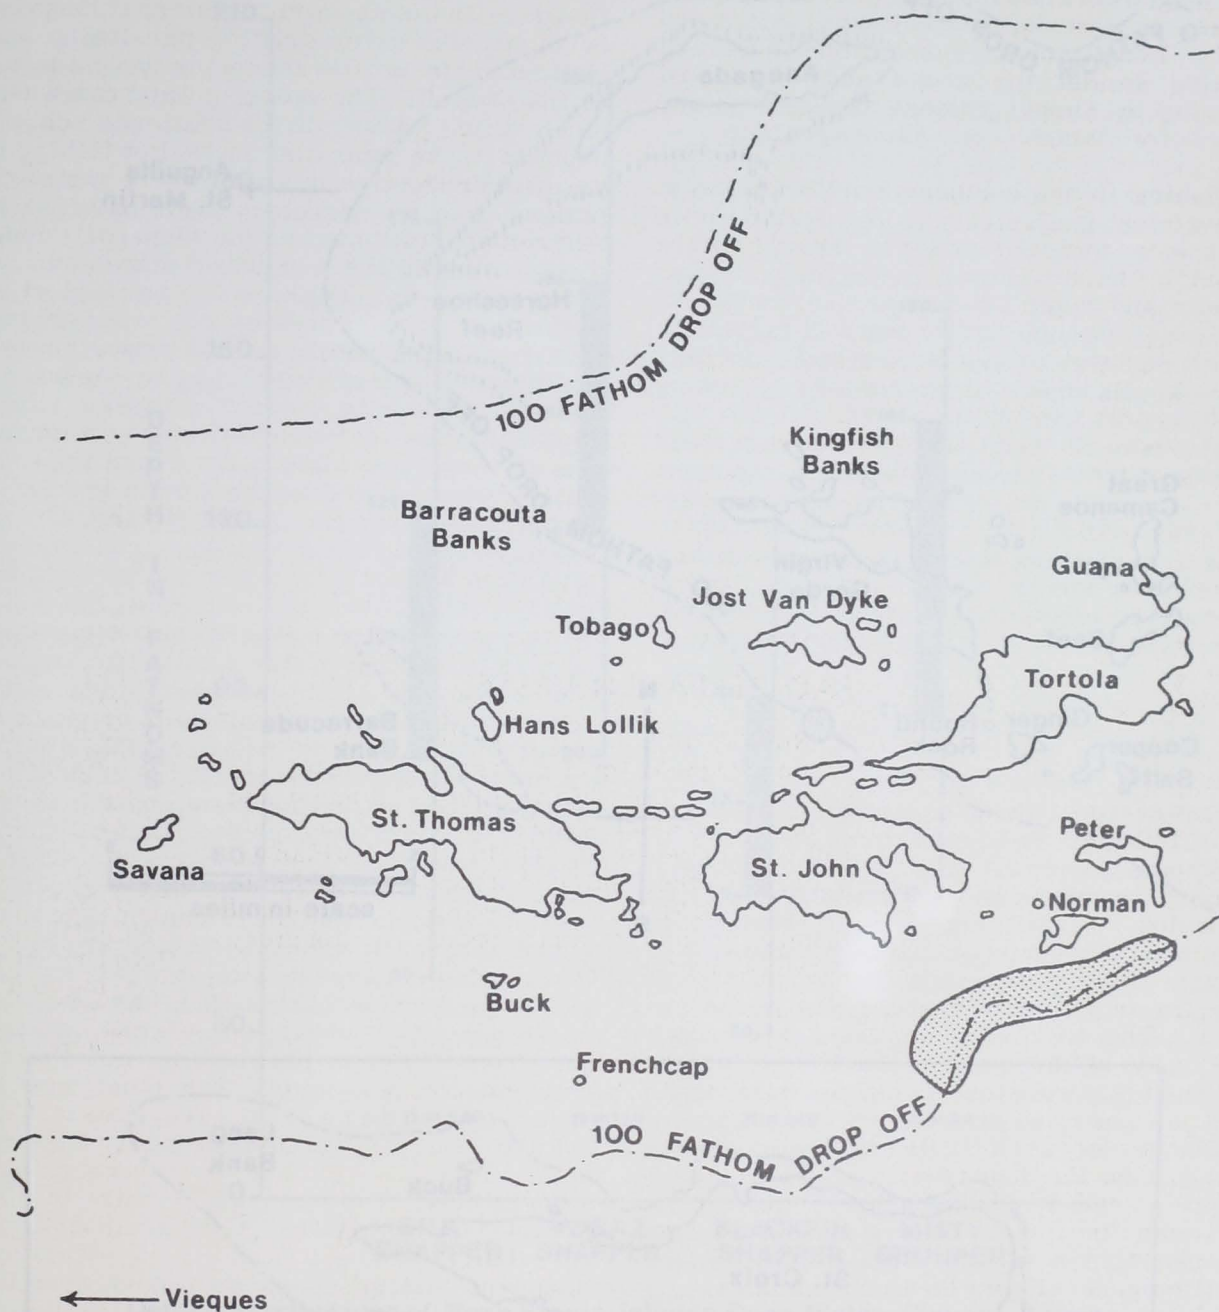 100 FATHOM DROP OFF
Kingfish
Banks
Barracouta
Banks
Guana
Jost Van Dyke
Tobago
Tortola
Hans Lollik
St. Thomas
Peter
Savana
St. John
Norman
Buck
Frenchcap
100 FATHOM DROP OFF
Vieques